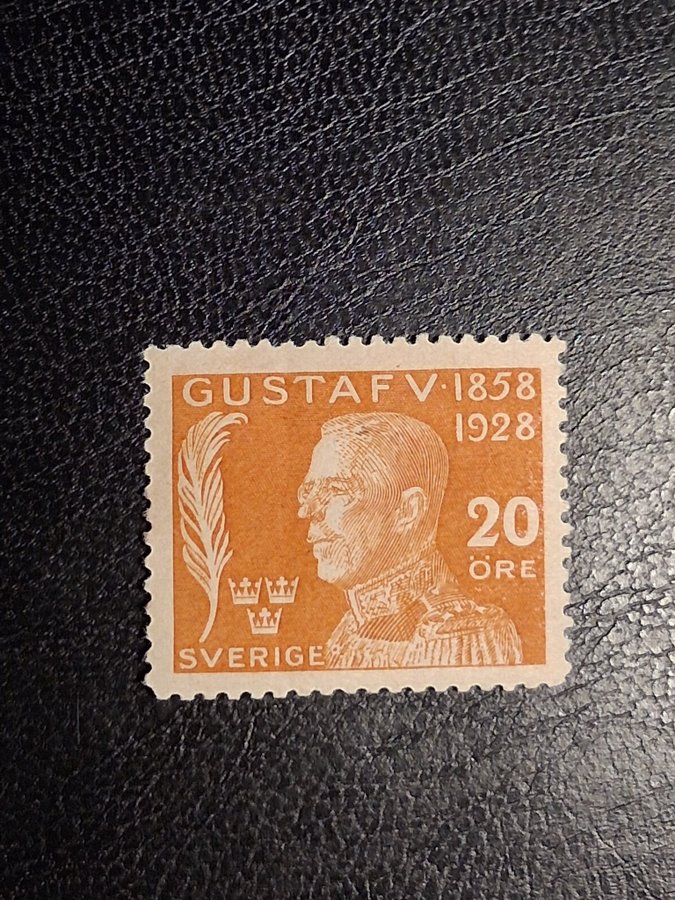 GUSTAF V · 1858
1928
20
ÖRE
SVERIGE